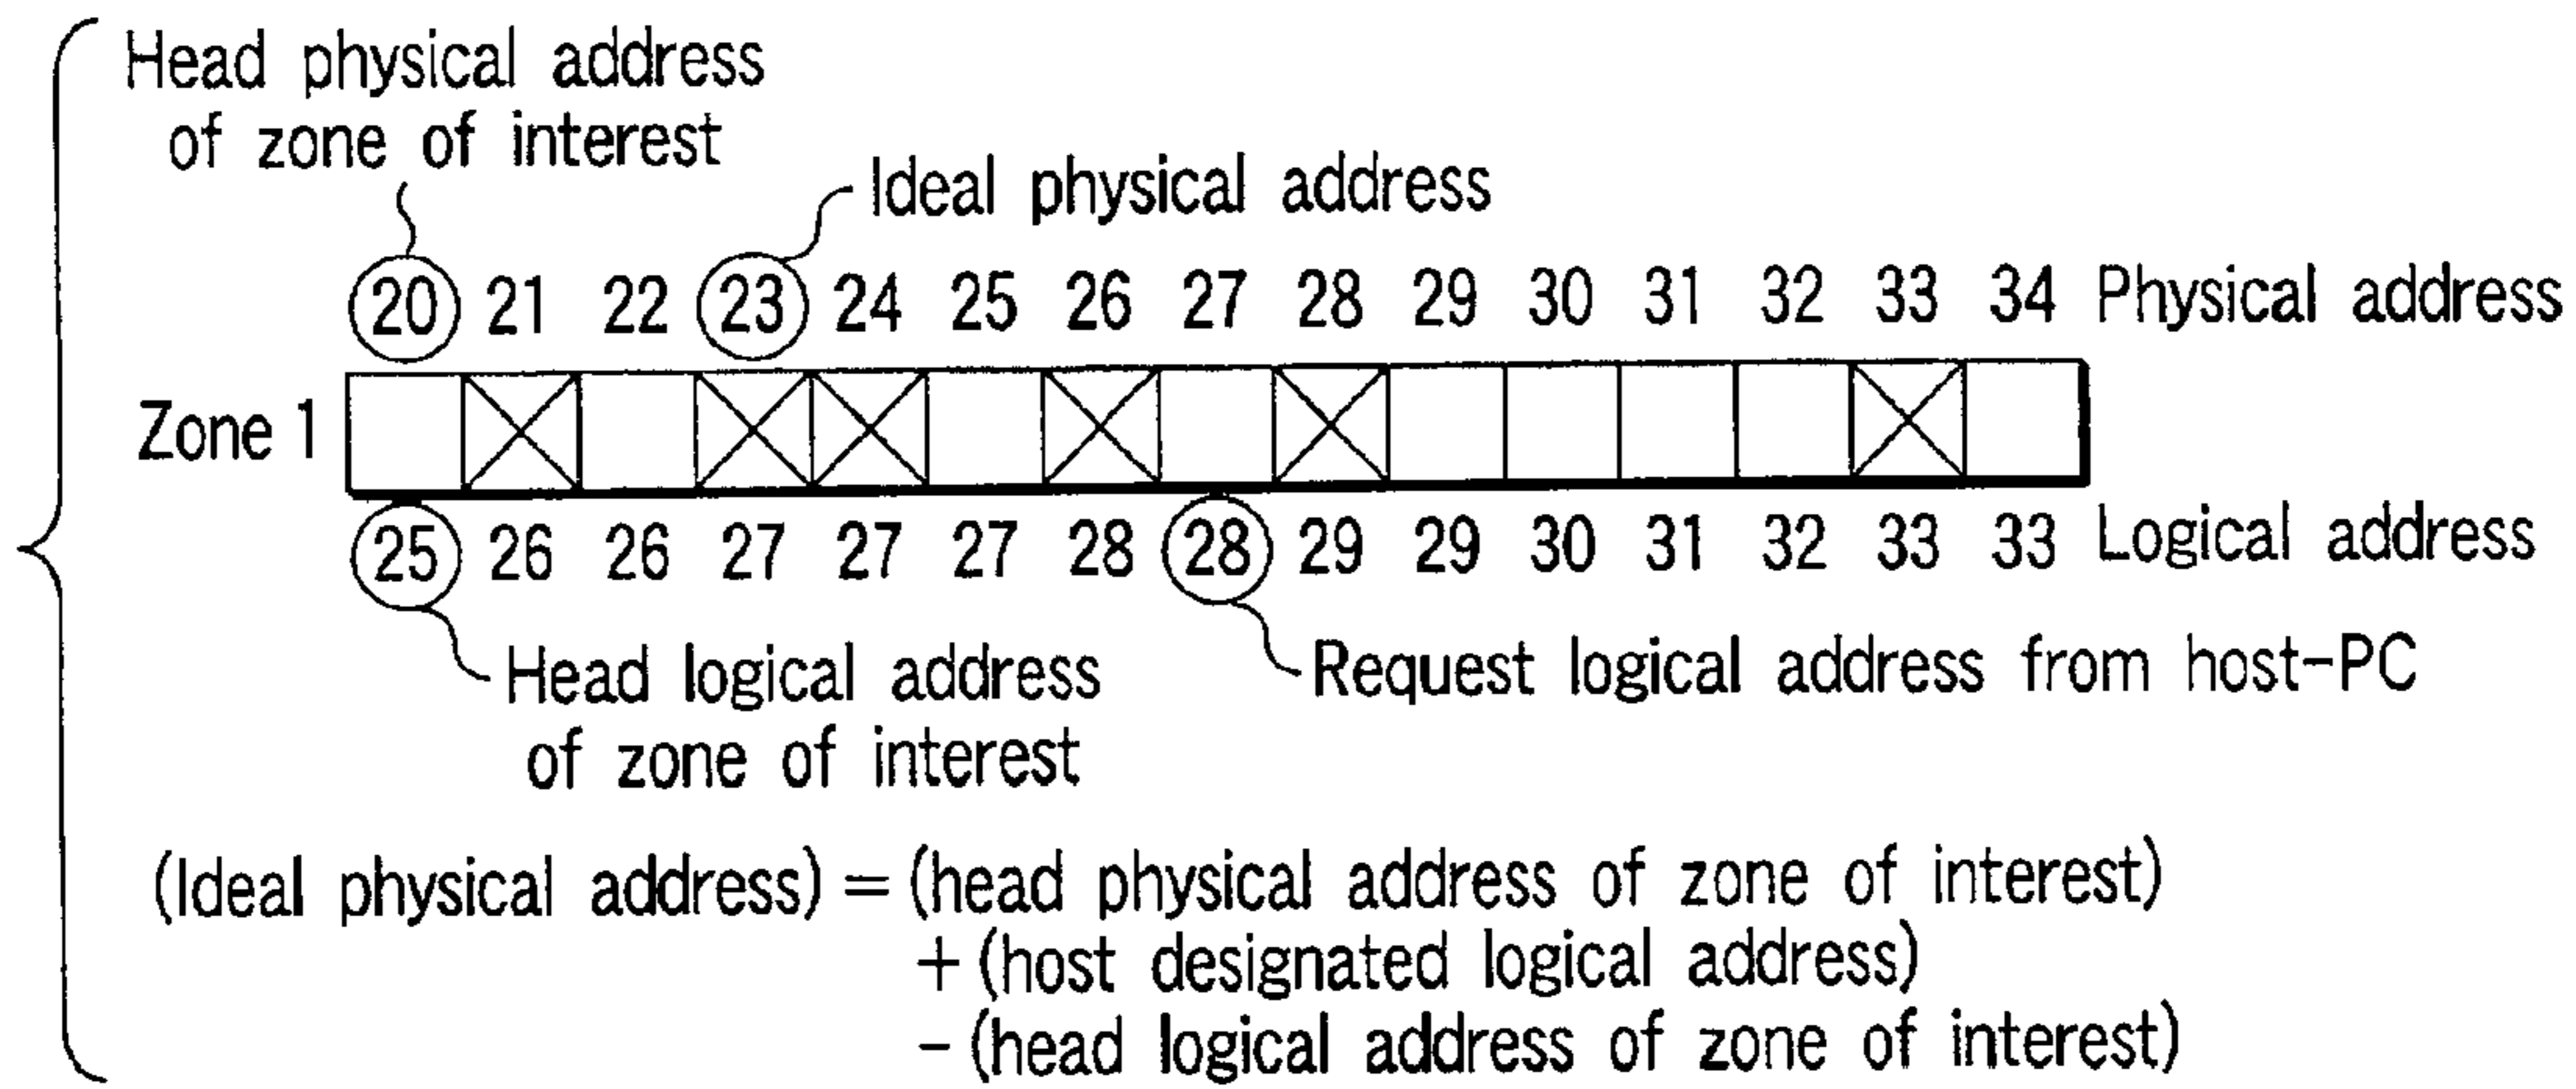 Head physical address
of zone of interest
Ideal physical address
20 21 22 23 24 25 26 27 28 29 30 31 32 33 34 Physical address
Zone 1
25 26 26 27 27 27 28 28 29 29 30 31 32 33 33 Logical address
Head logical address
of zone of interest
Request logical address from host-PC
(Ideal physical address) = (head physical address of zone of interest)
+ (host designated logical address)
- (head logical address of zone of interest)